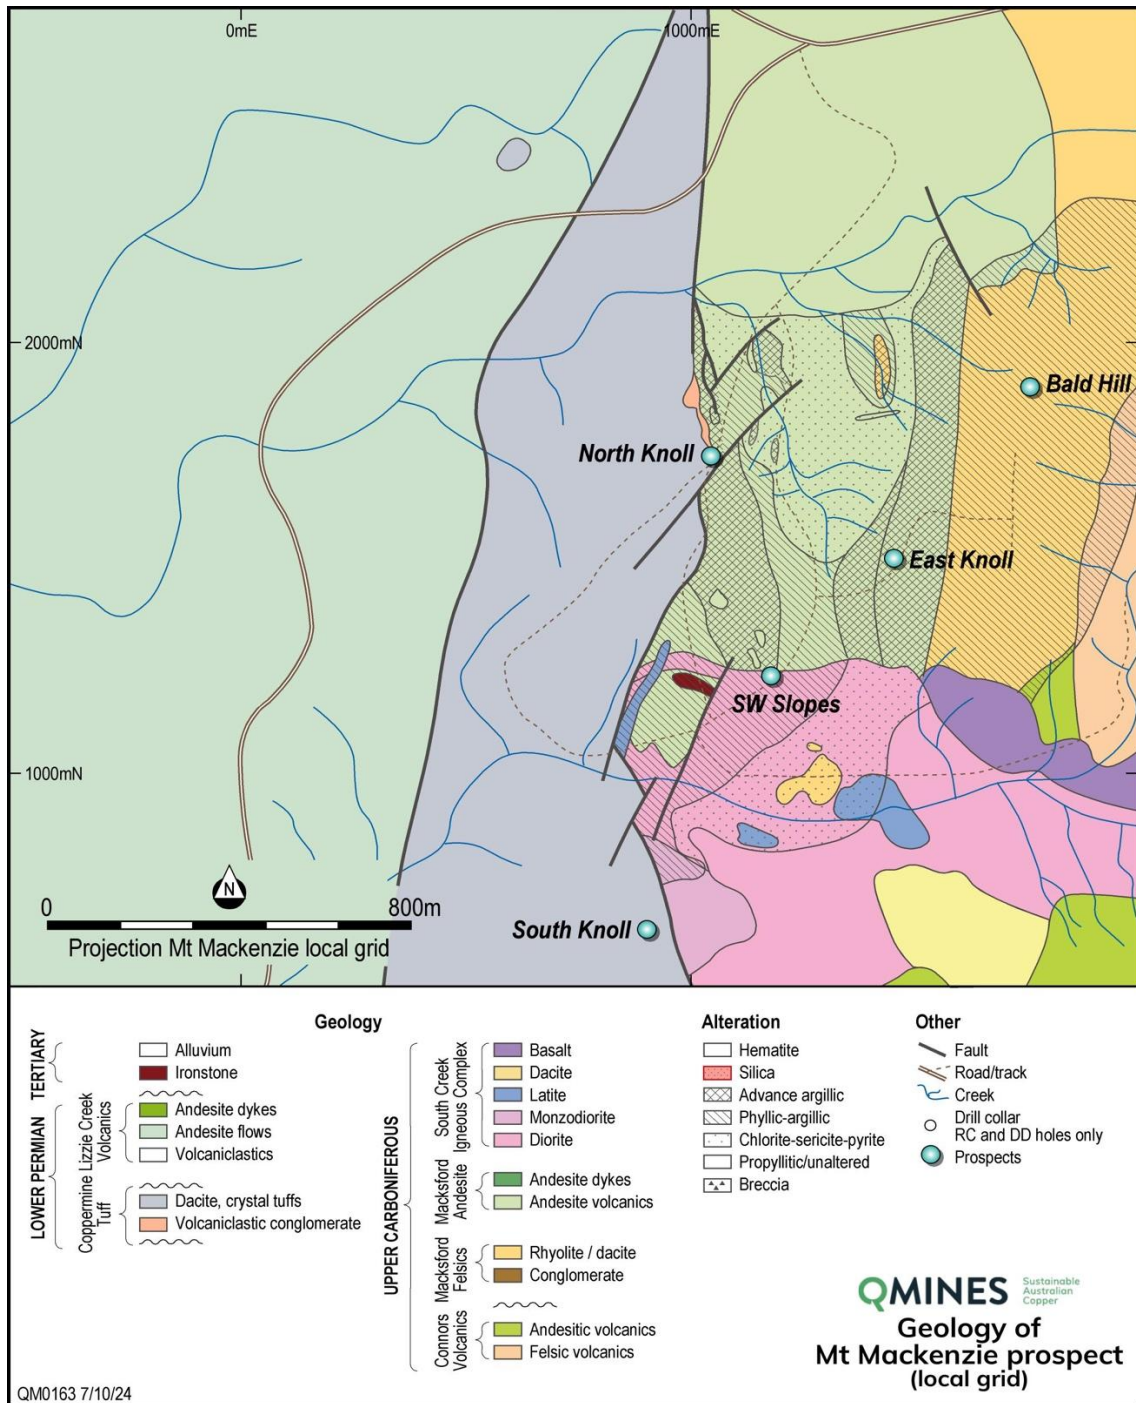 0mE
1000mE
2000mN
Bald Hill
North Knoll
East Knoll
SW Slopes
1000mN
N
0 800m
Projection Mt Mackenzie local grid
South Knoll
Geology
TERTIARY
Alluvium
Ironstone
LOWER PERMIAN
Lizzie Creek
Volcanics
Andesite dykes
Andesite flows
Volcaniclastics
Coppermine
Tuff
Dacite, crystal tuffs
Volcaniclastic conglomerate
UPPER CARBONIFEROUS
South Creek
Igneous Complex
Basalt
Dacite
Latite
Monzodiorite
Diorite
Macksford
Andesite
Andesite dykes
Andesite volcanics
Macksford
Felsics
Rhyolite / dacite
Conglomerate
Connors
Volcanics
Andesitic volcanics
Felsic volcanics
Alteration
Hematite
Silica
Advance argillic
Phyllic-argillic
Chlorite-sericite-pyrite
Propyllitic/unaltered
Breccia
Other
Fault
Road/track
Creek
Drill collar
RC and DD holes only
Prospects
QMINES
Sustainable
Australian
Copper
Geology of
Mt Mackenzie prospect
(local grid)
QM0163 7/10/24